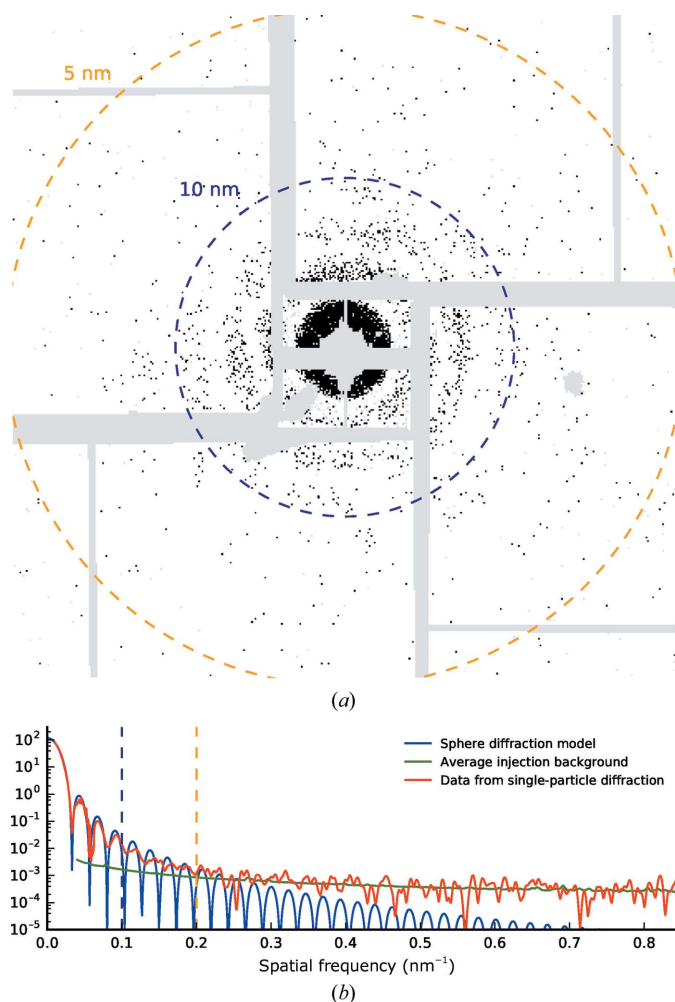 5 nm
10 nm
(a)
10²
10¹
10⁰
10⁻¹
10⁻²
10⁻³
10⁻⁴
10⁻⁵
Sphere diffraction model
Average injection background
Data from single-particle diffraction
0.0 0.1 0.2 0.3 0.4 0.5 0.6 0.7 0.8
Spatial frequency (nm⁻¹)
(b)